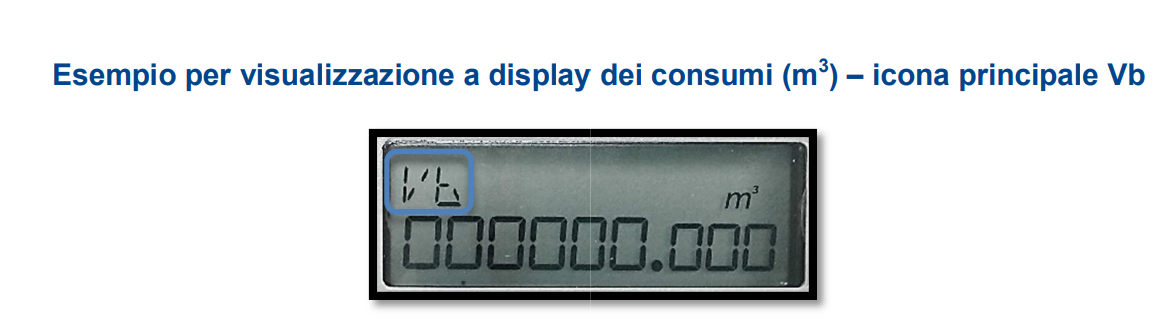 Esempio per visualizzazione a display dei consumi (m³) – icona principale Vb
Vb
m³
000000.000